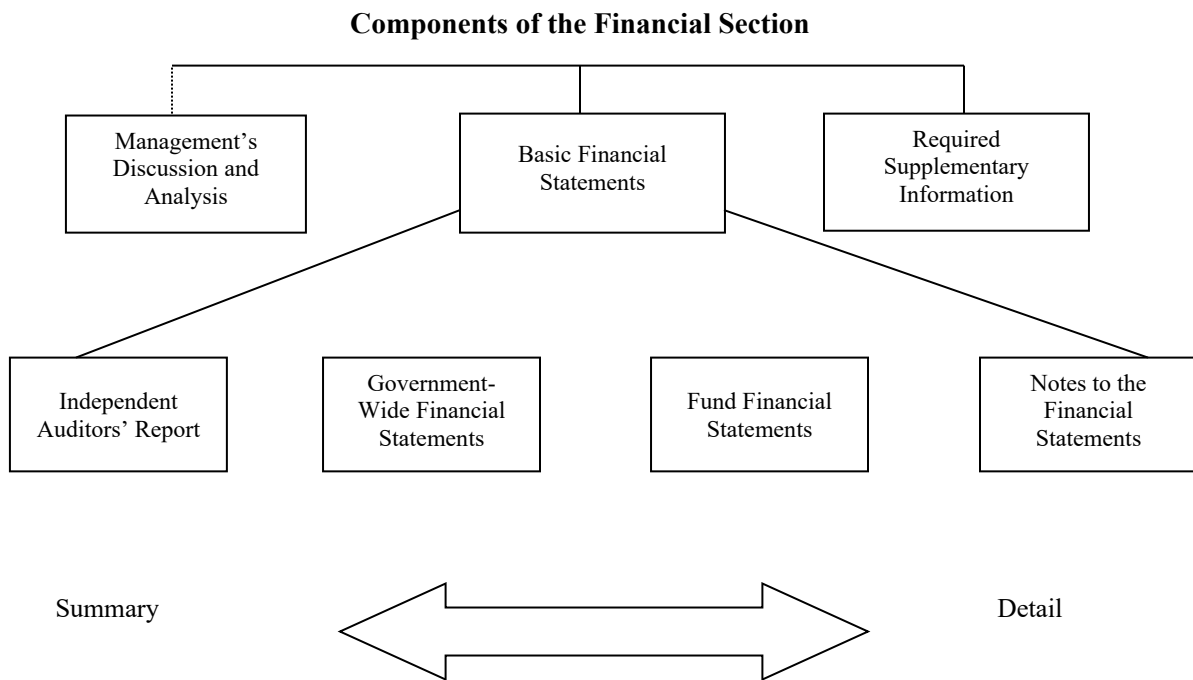 Components of the Financial Section
Management’s
Discussion and
Analysis
Basic Financial
Statements
Required
Supplementary
Information
Independent
Auditors’ Report
Government-
Wide Financial
Statements
Fund Financial
Statements
Notes to the
Financial
Statements
Summary
Detail